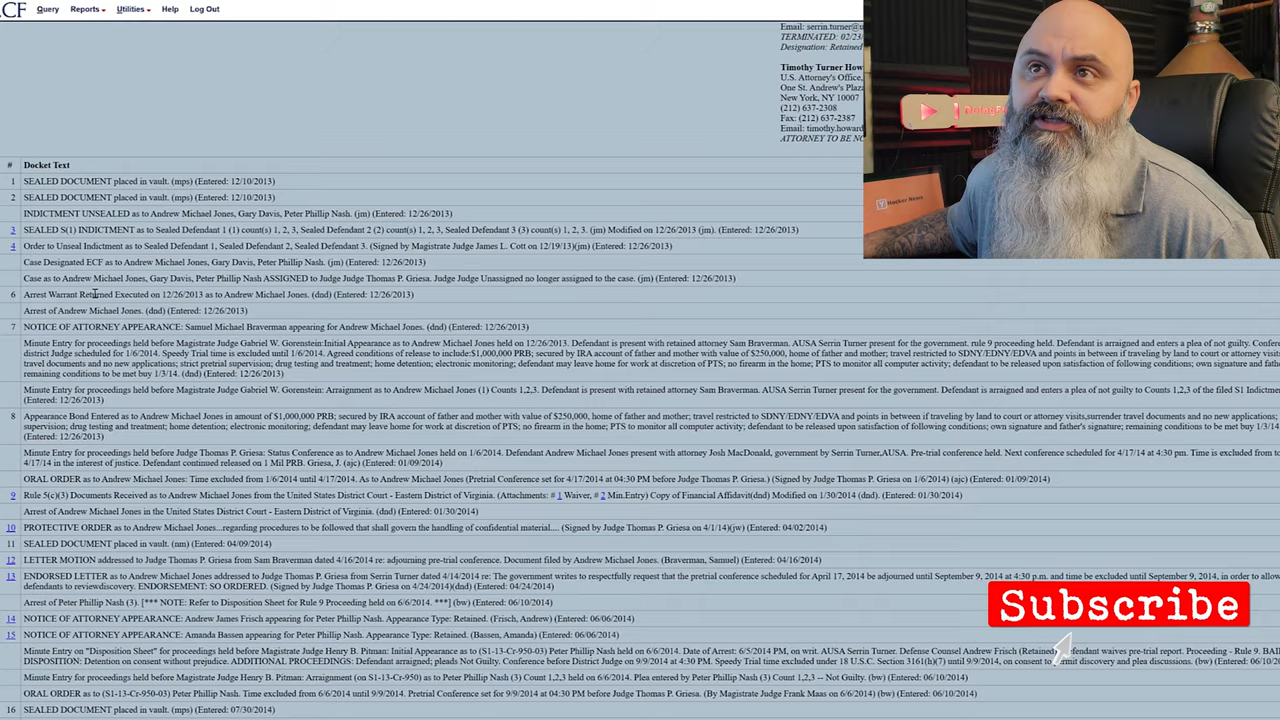 CF Query Reports Utilities Help Log Out
Email: serrin.turner@u
TERMINATED: 02/23/
Designation: Retained
Timothy Turner How
U.S. Attorney's Office,
One St. Andrew's Plaza
New York, NY 10007
(212) 637-2308
Fax: (212) 637-2387
Email: timothy.howard
ATTORNEY TO BE NO
Hacker News
# Docket Text
1 SEALED DOCUMENT placed in vault. (mps) (Entered: 12/10/2013)
2 SEALED DOCUMENT placed in vault. (mps) (Entered: 12/10/2013)
INDICTMENT UNSEALED as to Andrew Michael Jones, Gary Davis, Peter Phillip Nash. (jm) (Entered: 12/26/2013)
3 SEALED S(1) INDICTMENT as to Sealed Defendant 1 (1) count(s) 1, 2, 3, Sealed Defendant 2 (2) count(s) 1, 2, 3, Sealed Defendant 3 (3) count(s) 1, 2, 3. (jm) Modified on 12/26/2013 (jm). (Entered: 12/26/2013)
4 Order to Unseal Indictment as to Sealed Defendant 1, Sealed Defendant 2, Sealed Defendant 3. (Signed by Magistrate Judge James L. Cott on 12/19/13)(jm) (Entered: 12/26/2013)
Case Designated ECF as to Andrew Michael Jones, Gary Davis, Peter Phillip Nash. (jm) (Entered: 12/26/2013)
Case as to Andrew Michael Jones, Gary Davis, Peter Phillip Nash ASSIGNED to Judge Judge Thomas P. Griesa. Judge Judge Unassigned no longer assigned to the case. (jm) (Entered: 12/26/2013)
6 Arrest Warrant Returned Executed on 12/26/2013 as to Andrew Michael Jones. (dnd) (Entered: 12/26/2013)
Arrest of Andrew Michael Jones. (dnd) (Entered: 12/26/2013)
7 NOTICE OF ATTORNEY APPEARANCE: Samuel Michael Braverman appearing for Andrew Michael Jones. (dnd) (Entered: 12/26/2013)
Minute Entry for proceedings held before Magistrate Judge Gabriel W. Gorenstein:Initial Appearance as to Andrew Michael Jones held on 12/26/2013. Defendant is present with retained attorney Sam Braverman. AUSA Serrin Turner present for the government. rule 9 proceeding held. Defendant is arraigned and enters a plea of not guilty. Confere
district Judge scheduled for 1/6/2014. Speedy Trial time is excluded until 1/6/2014. Agreed conditions of release to include:$1,000,000 PRB; secured by IRA account of father and mother with value of $250,000, home of father and mother; travel restricted to SDNY/EDNY/EDVA and points in between if traveling by land to court or attorney visits
travel documents and no new applications; strict pretrial supervision; drug testing and treatment; home detention; electronic monitoring; defendant may leave home for work at discretion of PTS; no firearm in the home; PTS to monitor all computer activity; defendant to be released upon satisfaction of following conditions; own signature and fath
remaining conditions to be met buy 1/3/14. (dnd) (Entered: 12/26/2013)
Minute Entry for proceedings held before Magistrate Judge Gabriel W. Gorenstein: Arraignment as to Andrew Michael Jones (1) Counts 1,2,3. Defendant is present with retained attorney Sam Braverman. AUSA Serrin Turner present for the government. Defendant is arraigned and enters a plea of not guilty to Counts 1,2,3 of the filed S1 Indictme
(Entered: 12/26/2013)
8 Appearance Bond Entered as to Andrew Michael Jones in amount of $1,000,000 PRB; secured by IRA account of father and mother with value of $250,000, home of father and mother; travel restricted to SDNY/EDNY/EDVA and points in between if traveling by land to court or attorney visits,surrender travel documents and no new applications;
supervision; drug testing and treatment; home detention; electronic monitoring; defendant may leave home for work at discretion of PTS; no firearm in the home; PTS to monitor all computer activity; defendant to be released upon satisfaction of following conditions; own signature and father's signature; remaining conditions to be met buy 1/3/14
(Entered: 12/26/2013)
Minute Entry for proceedings held before Judge Thomas P. Griesa: Status Conference as to Andrew Michael Jones held on 1/6/2014. Defendant Andrew Michael Jones present with attorney Josh MacDonald, government by Serrin Turner,AUSA. Pre-trial conference held. Next conference scheduled for 4/17/14 at 4:30 pm. Time is excluded from to
4/17/14 in the interest of justice. Defendant continued released on 1 Mil PRB. Griesa, J. (ajc) (Entered: 01/09/2014)
ORAL ORDER as to Andrew Michael Jones: Time excluded from 1/6/2014 until 4/17/2014. As to Andrew Michael Jones (Pretrial Conference set for 4/17/2014 at 04:30 PM before Judge Thomas P. Griesa.) (Signed by Judge Thomas P. Griesa on 1/6/2014) (ajc) (Entered: 01/09/2014)
9 Rule 5(c)(3) Documents Received as to Andrew Michael Jones from the United States District Court - Eastern District of Virginia. (Attachments: # 1 Waiver, # 2 Min.Entry) Copy of Financial Affidavit(dnd) Modified on 1/30/2014 (dnd). (Entered: 01/30/2014)
Arrest of Andrew Michael Jones in the United States District Court - Eastern District of Virginia. (dnd) (Entered: 01/30/2014)
10 PROTECTIVE ORDER as to Andrew Michael Jones...regarding procedures to be followed that shall govern the handling of confidential material.... (Signed by Judge Thomas P. Griesa on 4/1/14)(jw) (Entered: 04/02/2014)
11 SEALED DOCUMENT placed in vault. (nm) (Entered: 04/09/2014)
12 LETTER MOTION addressed to Judge Thomas P. Griesa from Sam Braverman dated 4/16/2014 re: adjourning pre-trial conference. Document filed by Andrew Michael Jones. (Braverman, Samuel) (Entered: 04/16/2014)
13 ENDORSED LETTER as to Andrew Michael Jones addressed to Judge Thomas P. Griesa from Serrin Turner dated 4/14/2014 re: The government writes to respectfully request that the pretrial conference scheduled for April 17, 2014 be adjourned until September 9, 2014 at 4:30 p.m. and time be excluded until September 9, 2014, in order to allow
defendants to reviewdiscovery. ENDORSEMENT: SO ORDERED. (Signed by Judge Thomas P. Griesa on 4/24/2014)(dnd) (Entered: 04/24/2014)
Arrest of Peter Phillip Nash (3). [*** NOTE: Refer to Disposition Sheet for Rule 9 Proceeding held on 6/6/2014. ***] (bw) (Entered: 06/10/2014)
Subscribe
14 NOTICE OF ATTORNEY APPEARANCE: Andrew James Frisch appearing for Peter Phillip Nash. Appearance Type: Retained. (Frisch, Andrew) (Entered: 06/06/2014)
15 NOTICE OF ATTORNEY APPEARANCE: Amanda Bassen appearing for Peter Phillip Nash. Appearance Type: Retained. (Bassen, Amanda) (Entered: 06/06/2014)
Minute Entry on "Disposition Sheet" for proceedings held before Magistrate Judge Henry B. Pitman: Initial Appearance as to (S1-13-Cr-950-03) Peter Phillip Nash held on 6/6/2014. Date of Arrest: 6/5/2014 PM, on writ. AUSA Serrin Turner. Defense Counsel Andrew Frisch (Retained). Defendant waives pre-trial report. Proceeding - Rule 9. BAIL
DISPOSITION: Detention on consent without prejudice. ADDITIONAL PROCEEDINGS: Defendant arraigned; pleads Not Guilty. Conference before District Judge on 9/9/2014 at 4:30 PM. Speedy Trial time excluded under 18 U.S.C. Section 3161(h)(7) until 9/9/2014, on consent to permit discovery and plea discussions. (bw) (Entered: 06/10/20
Minute Entry for proceedings held before Magistrate Judge Henry B. Pitman: Arraignment (on S1-13-Cr-950) as to Peter Phillip Nash (3) Count 1,2,3 held on 6/6/2014. Plea entered by Peter Phillip Nash (3) Count 1,2,3 -- Not Guilty. (bw) (Entered: 06/10/2014)
ORAL ORDER as to (S1-13-Cr-950-03) Peter Phillip Nash. Time excluded from 6/6/2014 until 9/9/2014. Pretrial Conference set for 9/9/2014 at 04:30 PM before Judge Thomas P. Griesa. (By Magistrate Judge Frank Maas on 6/6/2014) (bw) (Entered: 06/10/2014)
16 SEALED DOCUMENT placed in vault. (mps) (Entered: 07/30/2014)